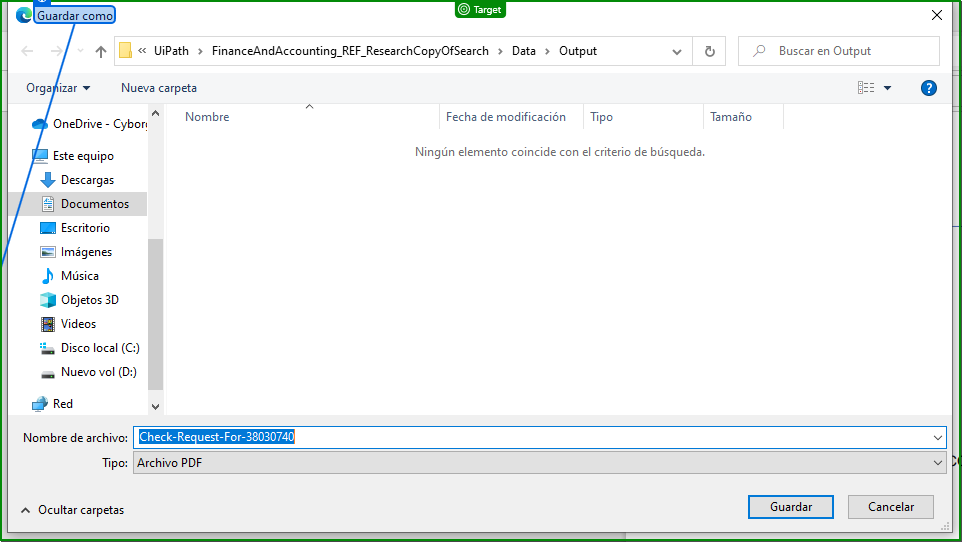 Target
Guardar como
« UiPath › FinanceAndAccounting_REF_ResearchCopyOfSearch › Data › Output
Buscar en Output
Organizar
Nueva carpeta
?
OneDrive - Cyborg
Este equipo
Descargas
Documentos
Escritorio
Imágenes
Música
Objetos 3D
Videos
Disco local (C:)
Nuevo vol (D:)
Red
Nombre
Fecha de modificación
Tipo
Tamaño
Ningún elemento coincide con el criterio de búsqueda.
Nombre de archivo: Check-Request-For-38030740
Tipo: Archivo PDF
Ocultar carpetas
Guardar
Cancelar